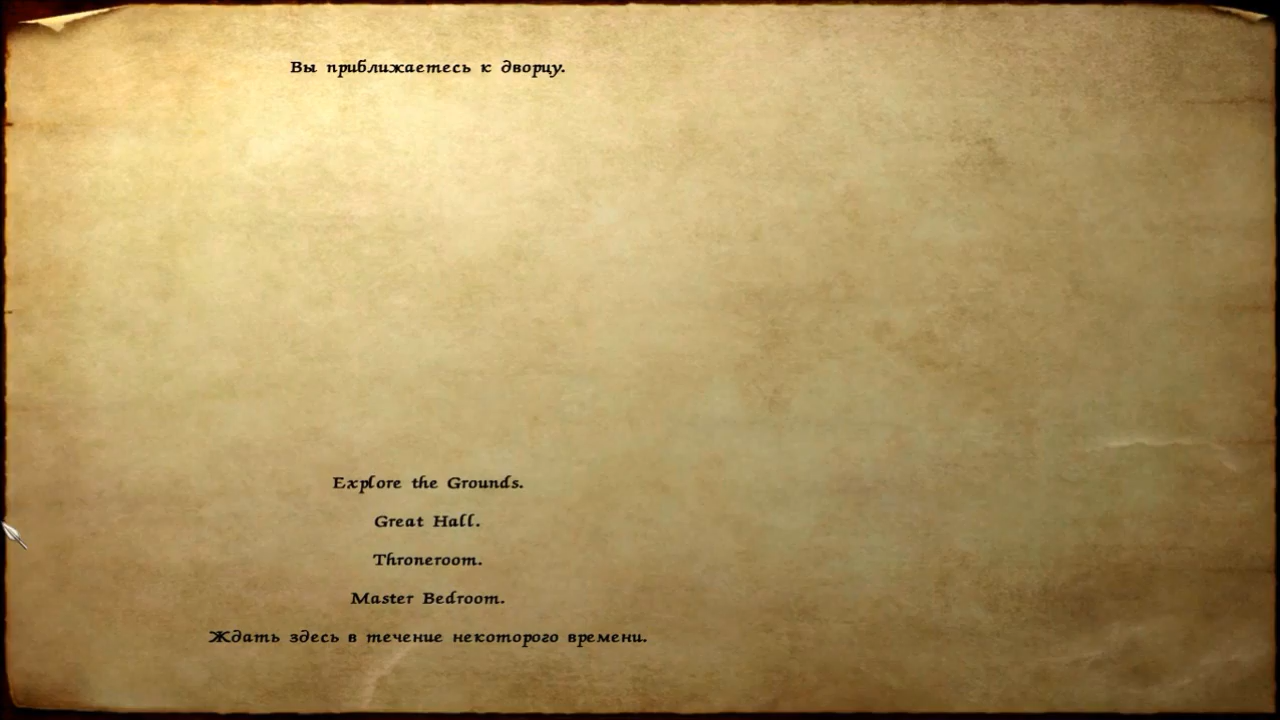 Вы приближаетесь к дворцу.
Explore the Grounds.
Great Hall.
Throneroom.
Master Bedroom.
Ждать здесь в течение некоторого времени.